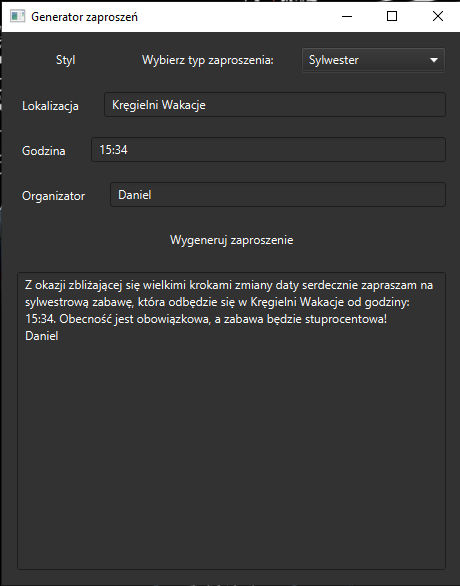 Generator zaproszeń
Styl Wybierz typ zaproszenia: Sylwester
Lokalizacja Kręgielni Wakacje
Godzina 15:34
Organizator Daniel
Wygeneruj zaproszenie
Z okazji zbliżającej się wielkimi krokami zmiany daty serdecznie zapraszam na
sylwestrową zabawę, która odbędzie się w Kręgielni Wakacje od godziny:
15:34. Obecność jest obowiązkowa, a zabawa będzie stuprocentowa!
Daniel